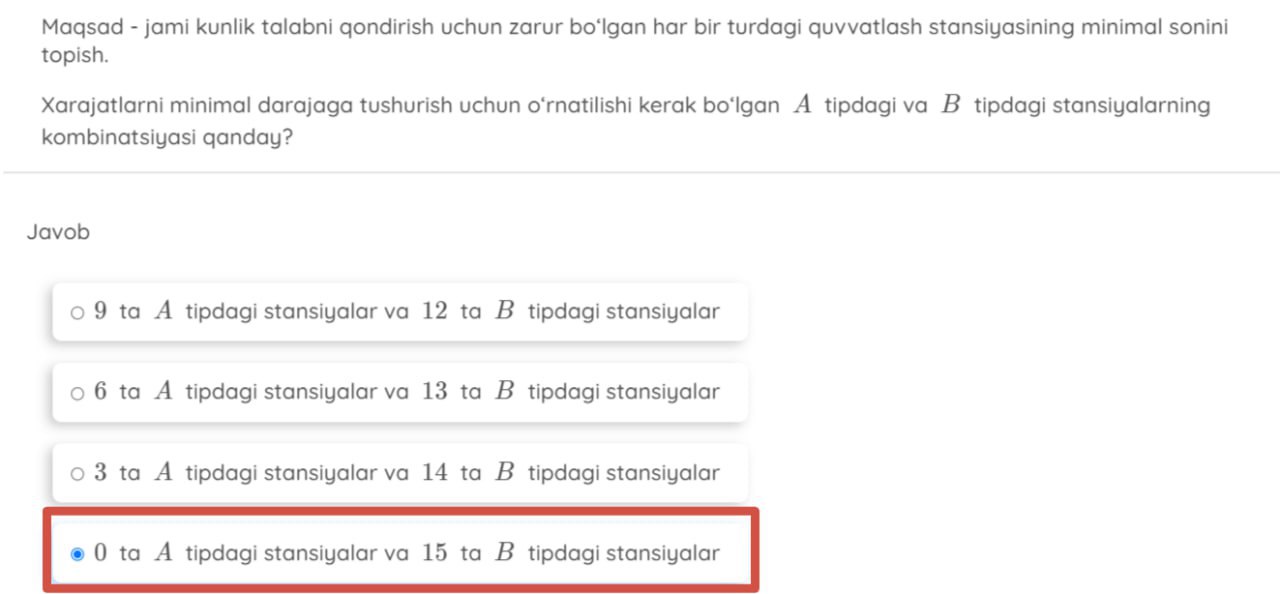 Maqsad - jami kunlik talabni qondirish uchun zarur bo‘lgan har bir turdagi quvvatlash stansiyasining minimal sonini
topish.
Xarajatlarni minimal darajaga tushurish uchun o‘rnatilishi kerak bo‘lgan A tipdagi va B tipdagi stansiyalarning
kombinatsiyasi qanday?
Javob
9 ta A tipdagi stansiyalar va 12 ta B tipdagi stansiyalar
6 ta A tipdagi stansiyalar va 13 ta B tipdagi stansiyalar
3 ta A tipdagi stansiyalar va 14 ta B tipdagi stansiyalar
0 ta A tipdagi stansiyalar va 15 ta B tipdagi stansiyalar